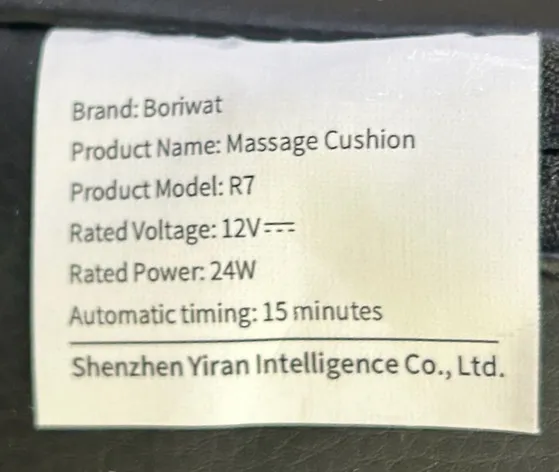 Brand: Boriwat
Product Name: Massage Cushion
Product Model: R7
Rated Voltage: 12V⎓
Rated Power: 24W
Automatic timing: 15 minutes
Shenzhen Yiran Intelligence Co., Ltd.